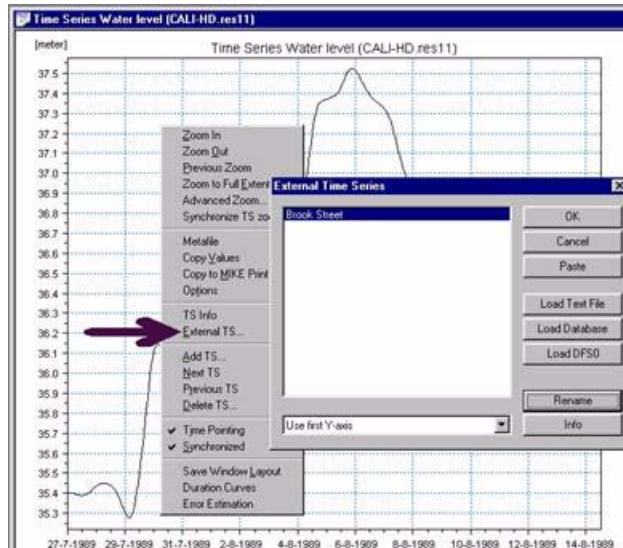 Time Series Water level (CALI-HD.res11)
[meter]
Time Series Water level (CALI-HD.res11)
37.5
37.4
37.3
37.2
37.1
37.0
36.9
36.8
36.7
36.6
36.5
36.4
36.3
36.2
36.1
36.0
35.9
35.8
35.7
35.6
35.5
35.4
35.3
27-7-1989 29-7-1989 31-7-1989 2-8-1989 4-8-1989 6-8-1989 8-8-1989 10-8-1989 12-8-1989 14-8-1989
Zoom In
Zoom Out
Previous Zoom
Zoom to Full Extent
Advanced Zoom...
Synchronize TS zo
Metafile
Copy Values
Copy to MIKE Print
Options
TS Info
External TS...
Add TS...
Next TS
Previous TS
Delete TS...
Time Pointing
Synchronized
Save Window Layout
Duration Curves
Error Estimation
External Time Series
Brook Street
Use first Y-axis
OK
Cancel
Paste
Load Text File
Load Database
Load DFS0
Rename
Info